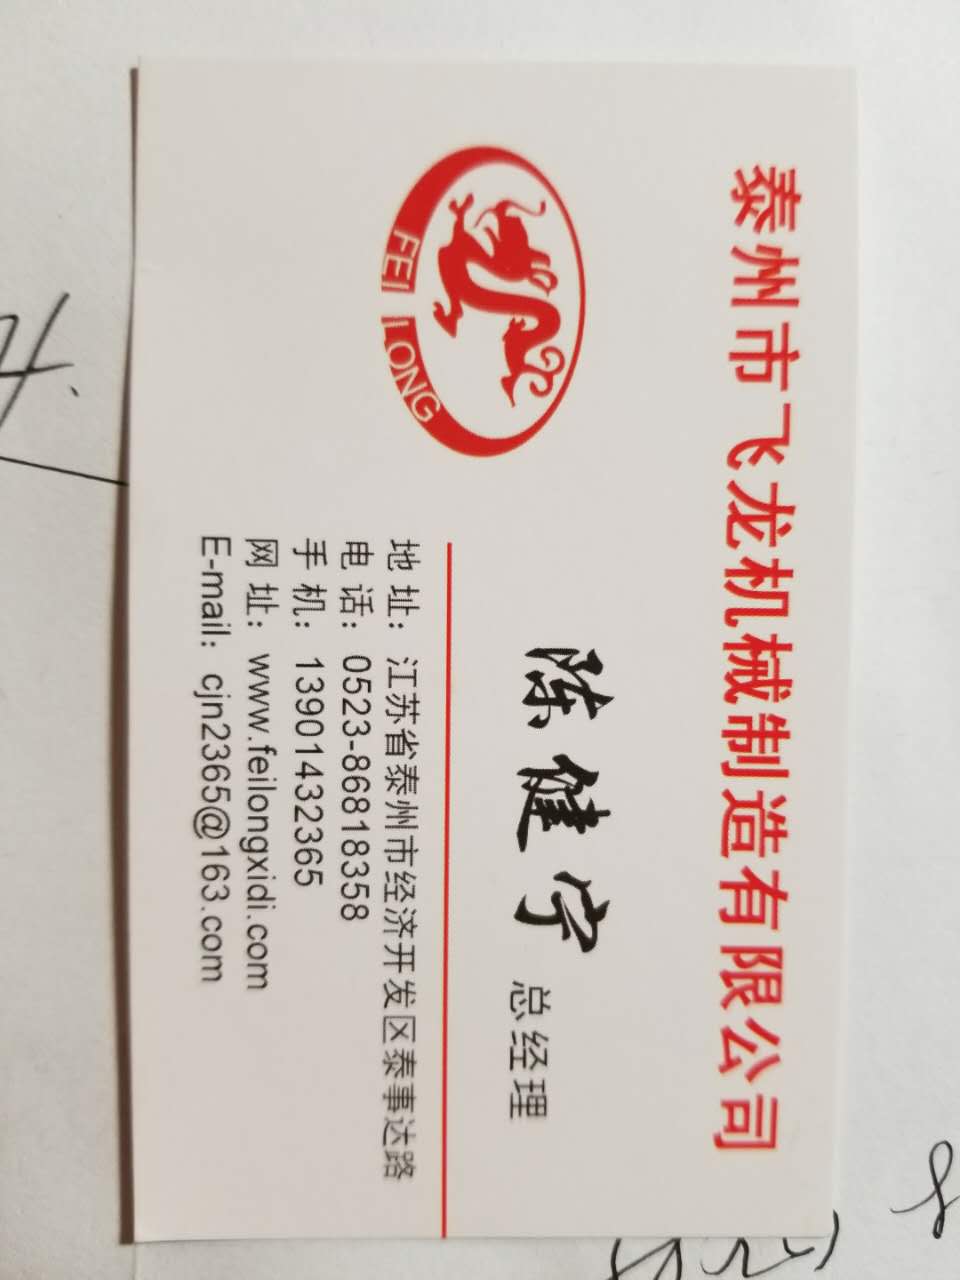 泰州市飞龙机械制造有限公司
FEI LONG
陈健宁 总经理
地 址：江苏省泰州市经济开发区泰事达路
电 话：0523-86818358
手 机：13901432365
网 址：www.feilongxidi.com
E-mail：cjn2365@163.com